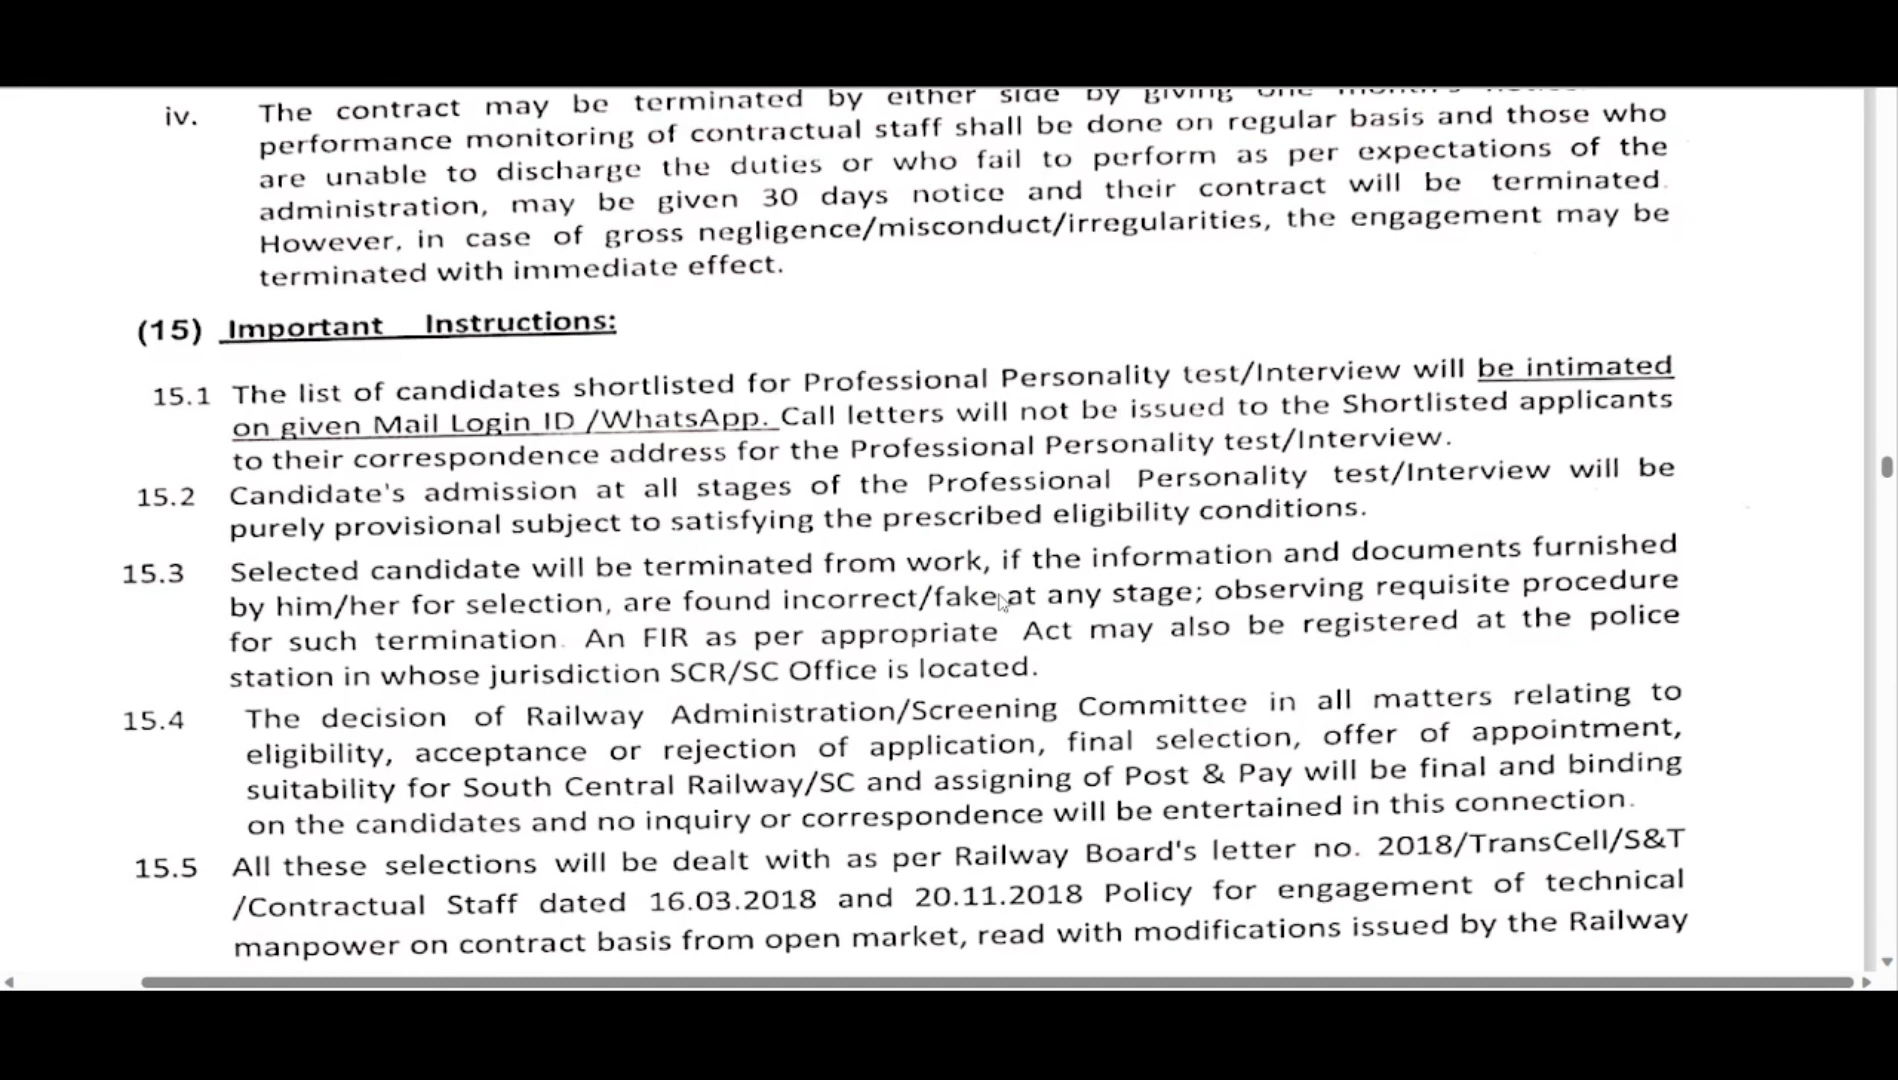 iv. The contract may be terminated by either side by giving one month's
performance monitoring of contractual staff shall be done on regular basis and those who
are unable to discharge the duties or who fail to perform as per expectations of the
administration, may be given 30 days notice and their contract will be terminated.
However, in case of gross negligence/misconduct/irregularities, the engagement may be
terminated with immediate effect.
(15) Important Instructions:
15.1 The list of candidates shortlisted for Professional Personality test/Interview will be intimated
on given Mail Login ID /WhatsApp. Call letters will not be issued to the Shortlisted applicants
to their correspondence address for the Professional Personality test/Interview.
15.2 Candidate's admission at all stages of the Professional Personality test/Interview will be
purely provisional subject to satisfying the prescribed eligibility conditions.
15.3 Selected candidate will be terminated from work, if the information and documents furnished
by him/her for selection, are found incorrect/fake at any stage; observing requisite procedure
for such termination. An FIR as per appropriate Act may also be registered at the police
station in whose jurisdiction SCR/SC Office is located.
15.4 The decision of Railway Administration/Screening Committee in all matters relating to
eligibility, acceptance or rejection of application, final selection, offer of appointment,
suitability for South Central Railway/SC and assigning of Post & Pay will be final and binding
on the candidates and no inquiry or correspondence will be entertained in this connection.
15.5 All these selections will be dealt with as per Railway Board's letter no. 2018/TransCell/S&T
/Contractual Staff dated 16.03.2018 and 20.11.2018 Policy for engagement of technical
manpower on contract basis from open market, read with modifications issued by the Railway